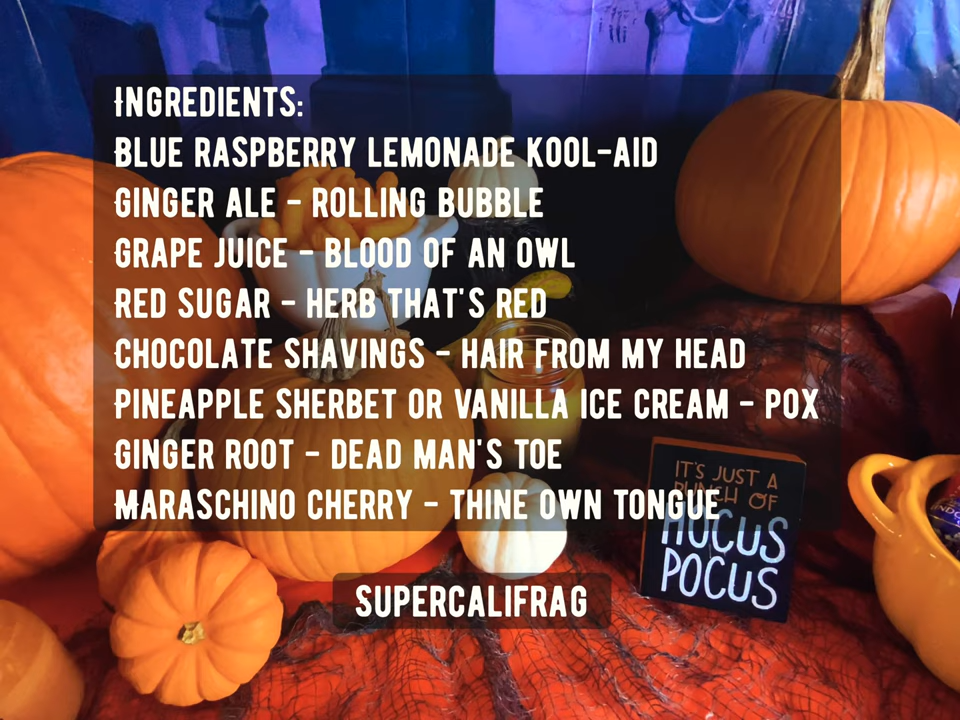 Ingredients:
Blue Raspberry Lemonade Kool-Aid
Ginger Ale - Rolling Bubble
Grape Juice - Blood of an Owl
Red Sugar - Herb That's Red
Chocolate Shavings - Hair From My Head
Pineapple Sherbet or Vanilla Ice Cream - Pox
Ginger Root - Dead Man's Toe
Maraschino Cherry - Thine Own Tongue
IT'S JUST A
BUNCH OF
HOCUS
POCUS
SUPERCALIFRAG